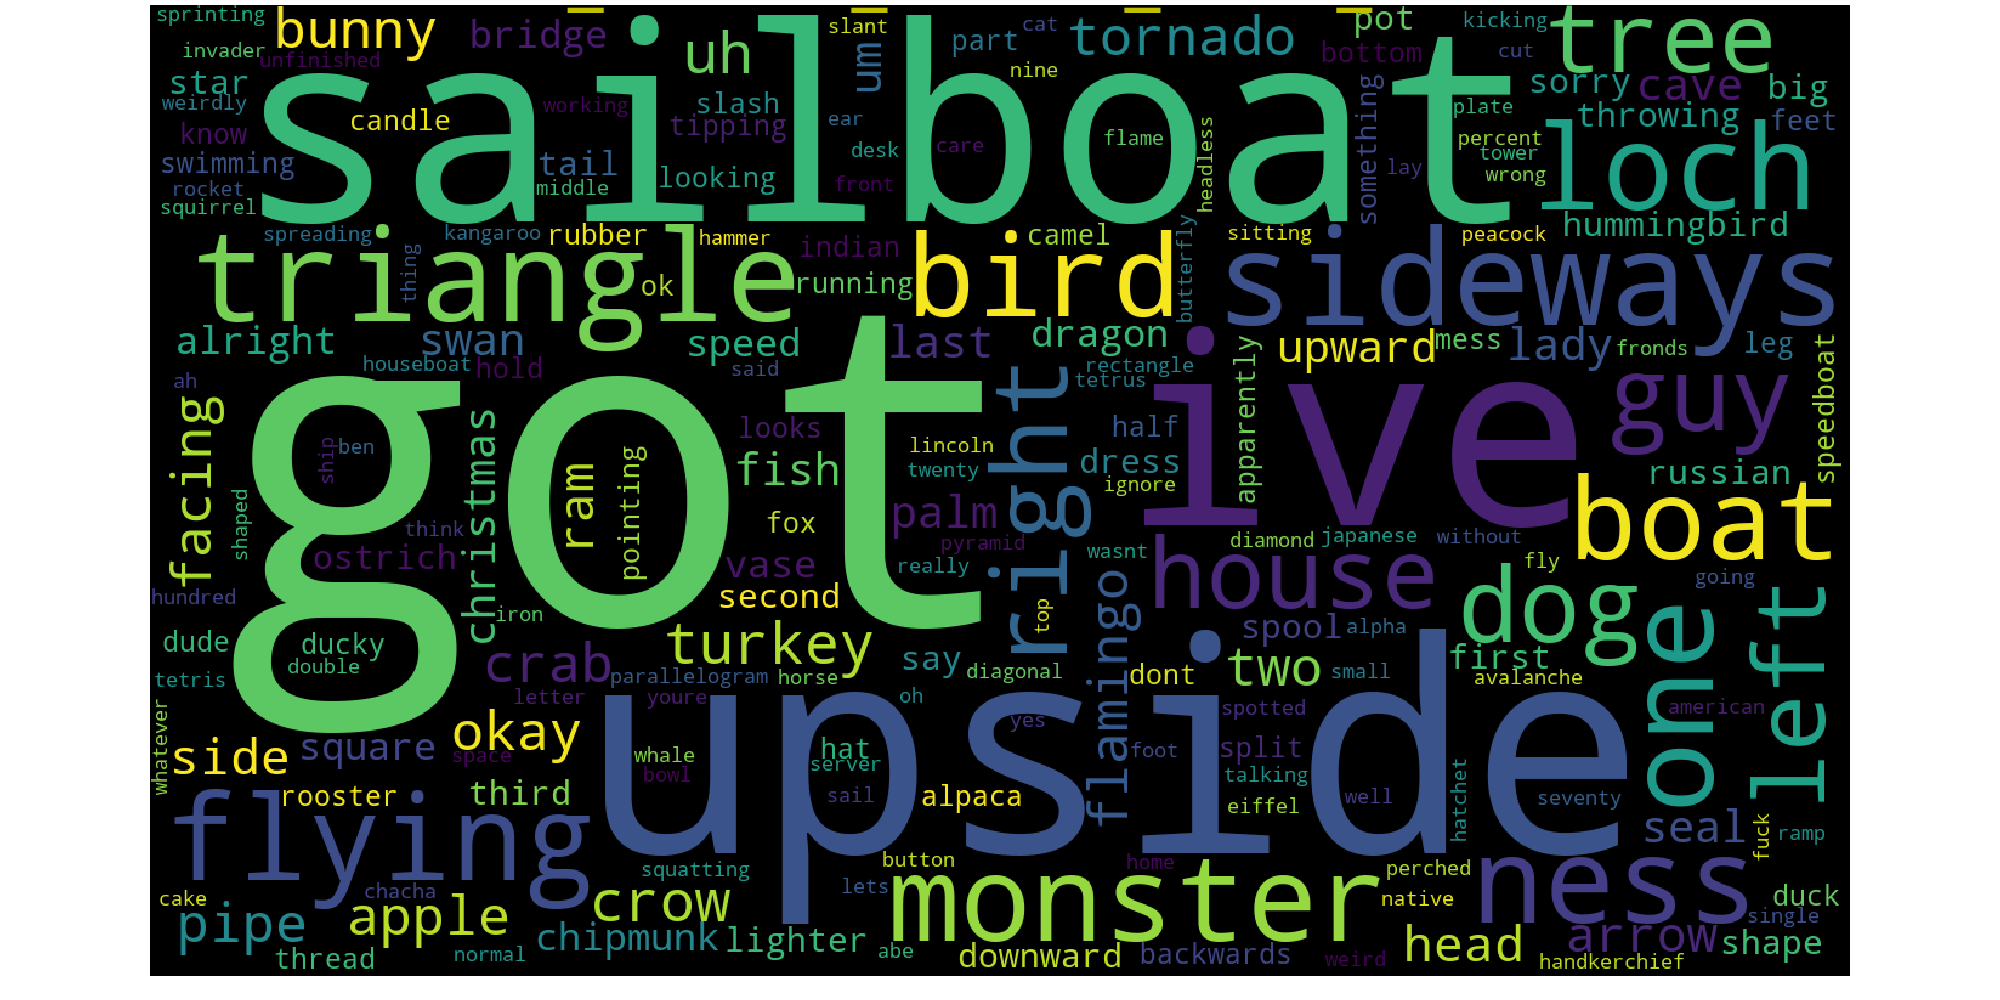 sprinting
bunny
bridge
uh
slant
um
part
cat
tornado
pot
kicking
tree
invader
unfinished
nine
bottom
cut
star
sailboat
sorry
cave
big
weirdly
candle
working
slash
something
plate
throwing
feet
know
tipping
ear
flame
headless
percent
loch
swimming
tail
looking
desk
care
tower
rocket
middle
front
lay
wrong
squirrel
hummingbird
spreading
kangaroo
rubber
hammer
indian
bird
camel
butterfly
sitting
peacock
sideways
triangle
thing
ok
running
alright
swan
speed
last
dragon
upward
mess
lady
fronds
leg
houseboat
hold
said
rectangle
ah
tetrus
got
right
ive
guy
speedboat
facing
christmas
looks
half
apparently
ship
ben
ram
pointing
fish
lincoln
twenty
dress
ignore
russian
boat
shaped
think
fox
palm
pyramid
diamond
japanese
without
ostrich
vase
really
wasnt
house
fly
dog
going
hundred
iron
second
top
flamingo
one
left
dude
ducky
turkey
spool
alpha
double
crab
say
diagonal
two
first
tetris
parallelogram
horse
dont
small
avalanche
letter
youre
oh
upside
spotted
american
whatever
okay
yes
side
square
space
whale
hat
foot
split
bowl
server
talking
hatchet
rooster
third
sail
alpaca
eiffel
well
seventy
flying
seal
fuck
ramp
squatting
button
home
perched
ness
cake
chacha
lets
monster
native
duck
pipe
apple
crow
single
chipmunk
lighter
arrow
shape
thread
normal
abe
downward
backwards
weird
head
handkerchief